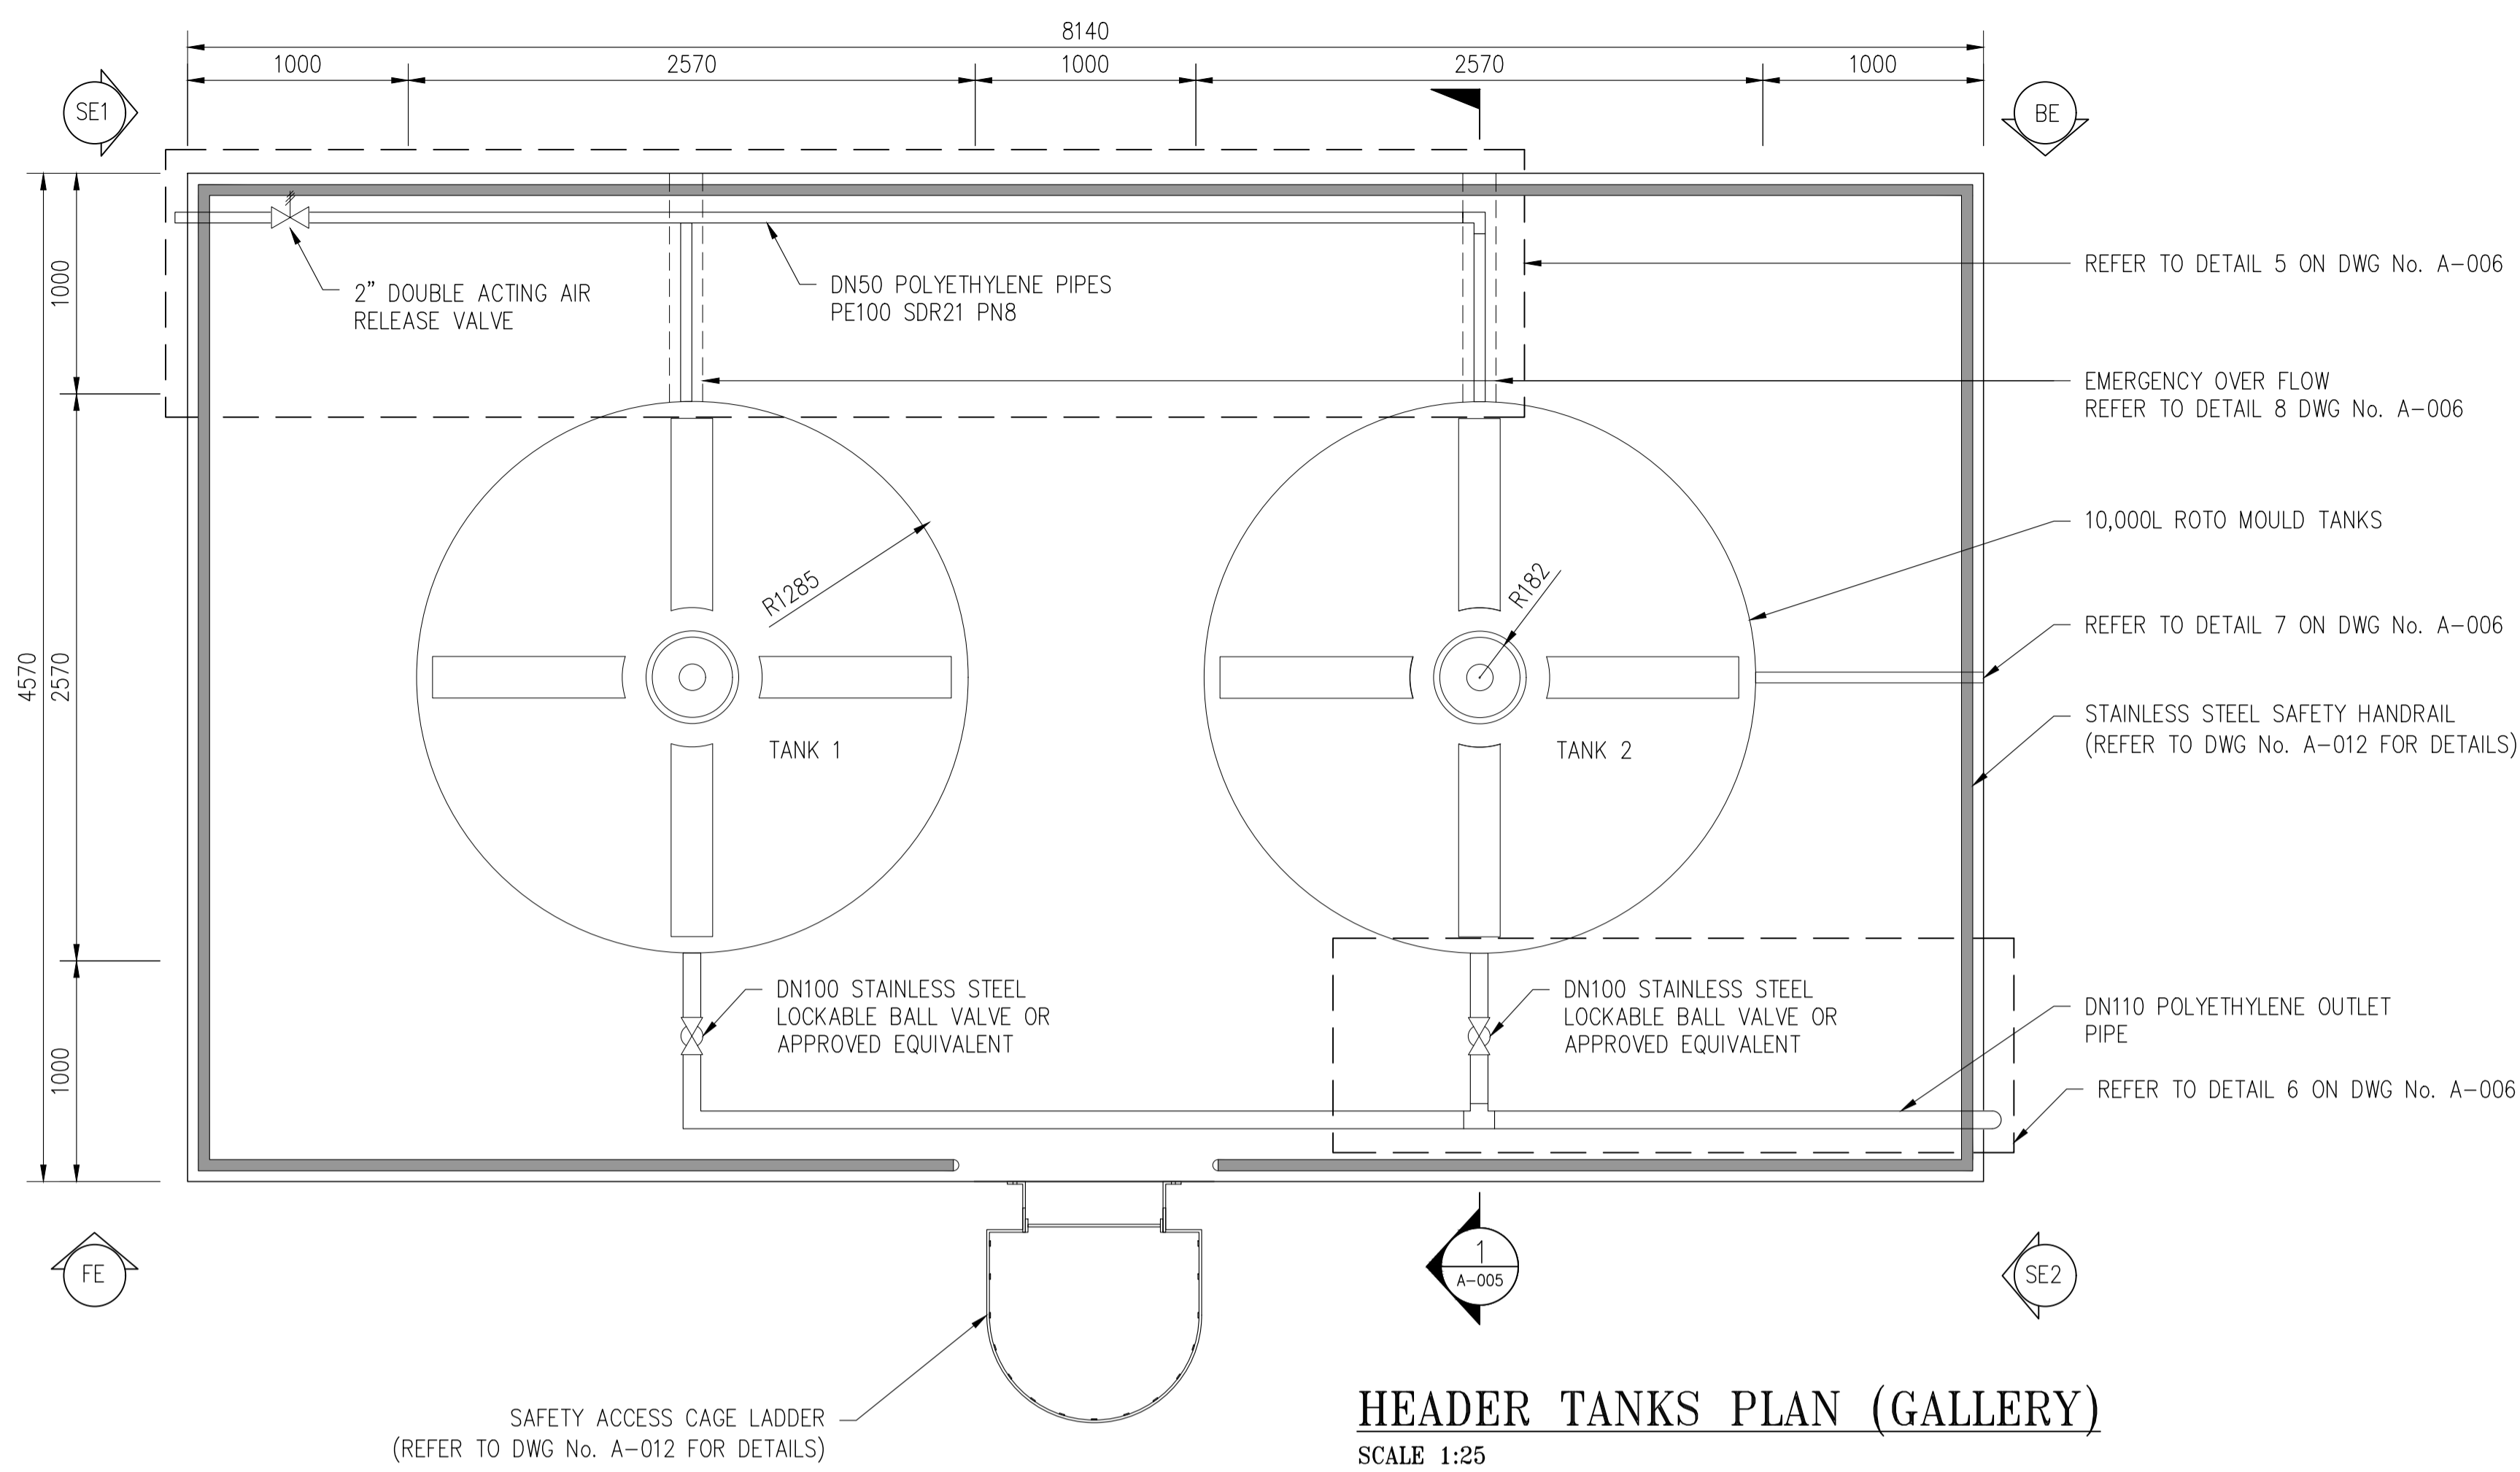 8140
1000
2570
1000
2570
1000
SE1
BE
1000
2570
1000
4570
2" DOUBLE ACTING AIR
RELEASE VALVE
DN50 POLYETHYLENE PIPES
PE100 SDR21 PN8
REFER TO DETAIL 5 ON DWG No. A-006
EMERGENCY OVER FLOW
REFER TO DETAIL 8 DWG No. A-006
10,000L ROTO MOULD TANKS
R1285
R182
REFER TO DETAIL 7 ON DWG No. A-006
STAINLESS STEEL SAFETY HANDRAIL
(REFER TO DWG No. A-012 FOR DETAILS)
TANK 1
TANK 2
DN100 STAINLESS STEEL
LOCKABLE BALL VALVE OR
APPROVED EQUIVALENT
DN100 STAINLESS STEEL
LOCKABLE BALL VALVE OR
APPROVED EQUIVALENT
DN110 POLYETHYLENE OUTLET
PIPE
REFER TO DETAIL 6 ON DWG No. A-006
FE
1
A-005
SE2
SAFETY ACCESS CAGE LADDER
(REFER TO DWG No. A-012 FOR DETAILS)
HEADER TANKS PLAN (GALLERY)
SCALE 1:25